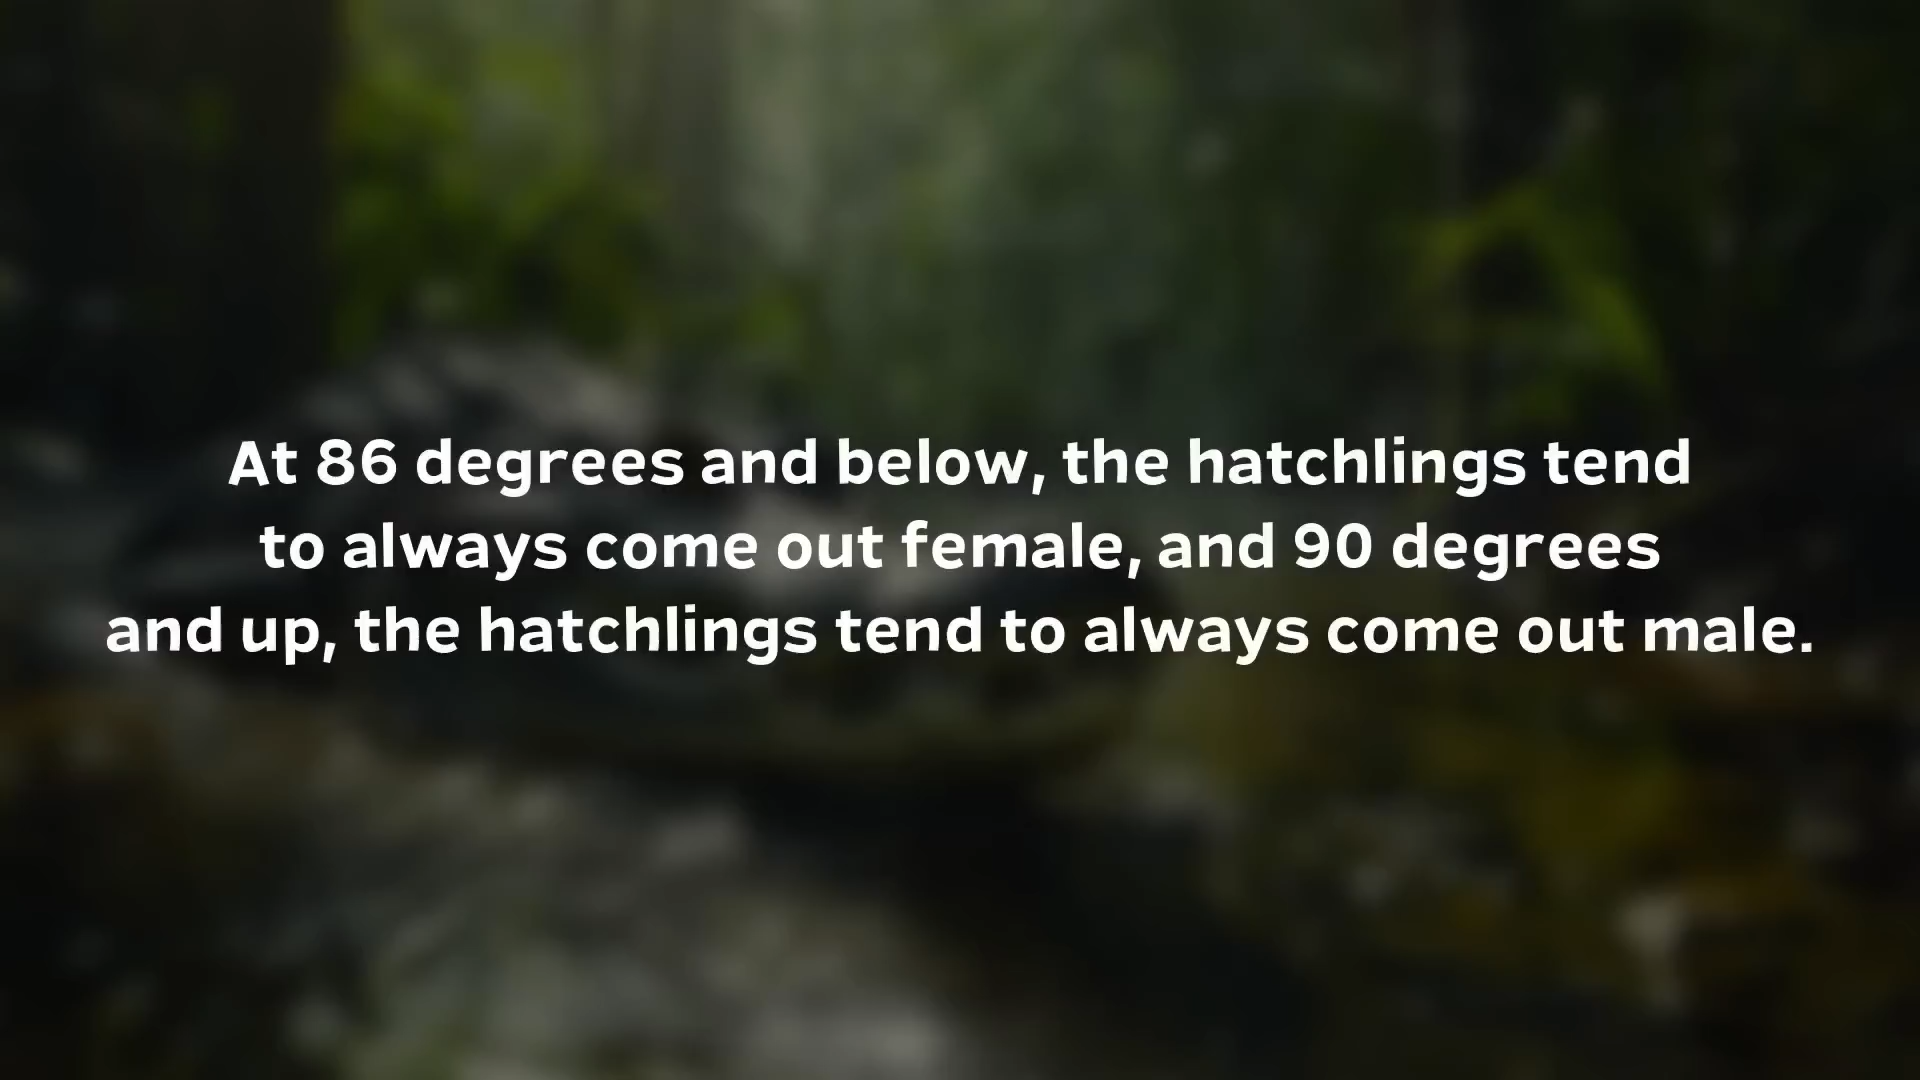 At 86 degrees and below, the hatchlings tend
to always come out female, and 90 degrees
and up, the hatchlings tend to always come out male.